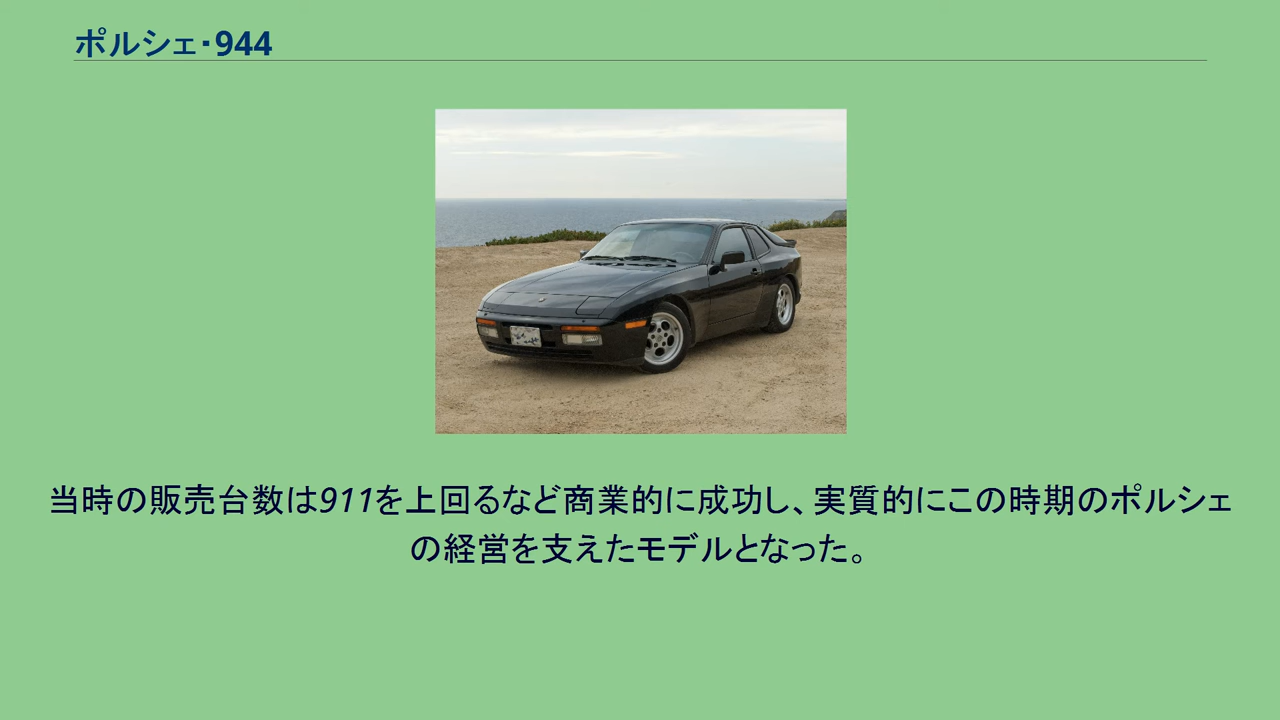 ポルシェ・944
当時の販売台数は911を上回るなど商業的に成功し、実質的にこの時期のポルシェ
の経営を支えたモデルとなった。